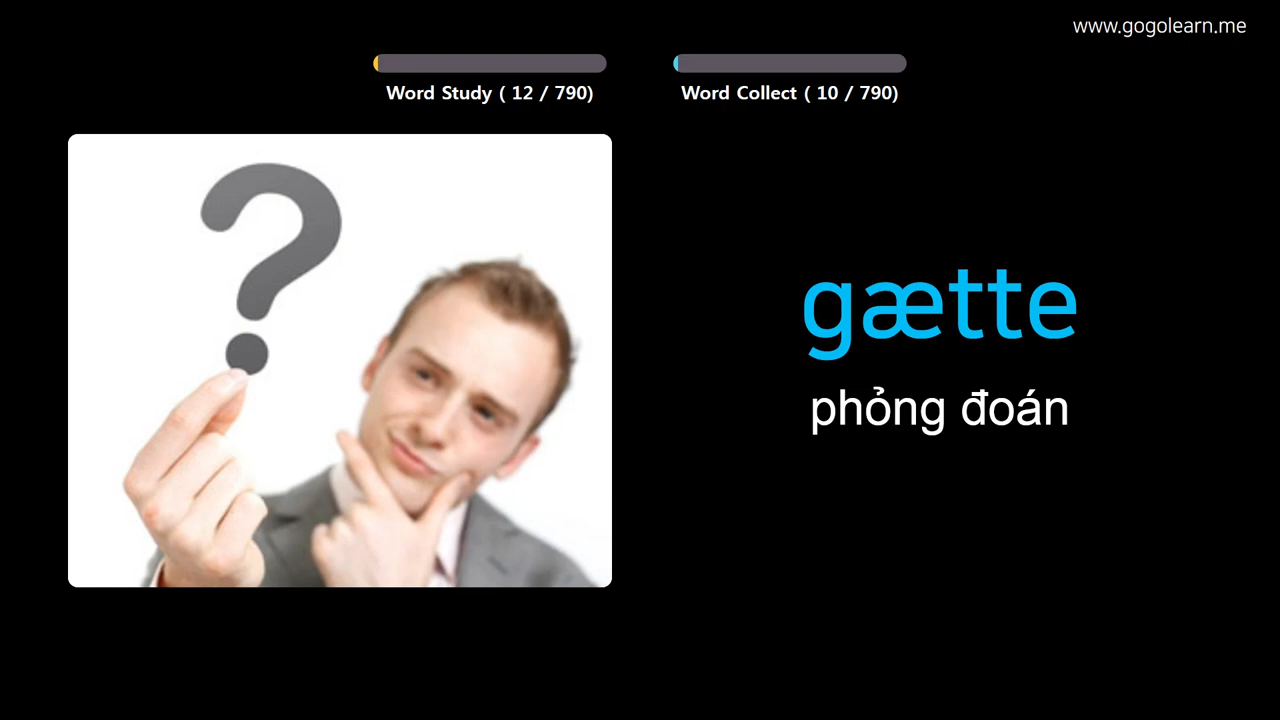 www.gogolearn.me
Word Study ( 12 / 790)
Word Collect ( 10 / 790)
?
gætte
phỏng đoán